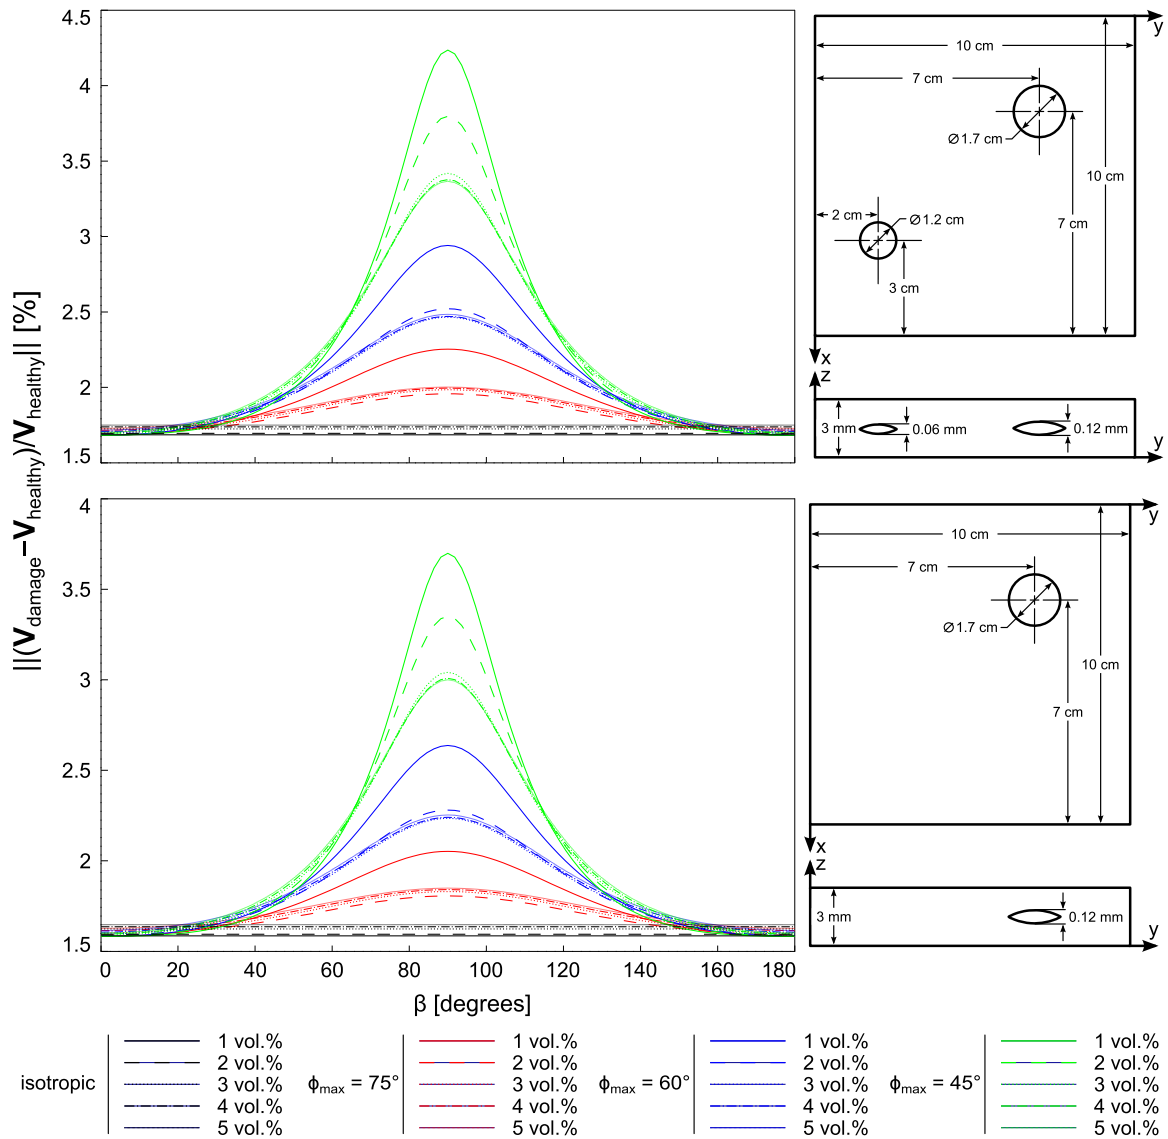 ||(Vdamage−Vhealthy)/Vhealthy|| [%]
4.5
4
3.5
3
2.5
2
1.5
y
10 cm
7 cm
Ø1.7 cm
10 cm
7 cm
2 cm
Ø1.2 cm
3 cm
x
z
3 mm
0.06 mm
0.12 mm
y
4
3.5
3
2.5
2
1.5
0 20 40 60 80 100 120 140 160 180
β [degrees]
y
10 cm
7 cm
Ø1.7 cm
10 cm
7 cm
x
z
3 mm
0.12 mm
y
isotropic
1 vol.%
2 vol.%
3 vol.%
4 vol.%
5 vol.%
ϕmax = 75°
1 vol.%
2 vol.%
3 vol.%
4 vol.%
5 vol.%
ϕmax = 60°
1 vol.%
2 vol.%
3 vol.%
4 vol.%
5 vol.%
ϕmax = 45°
1 vol.%
2 vol.%
3 vol.%
4 vol.%
5 vol.%